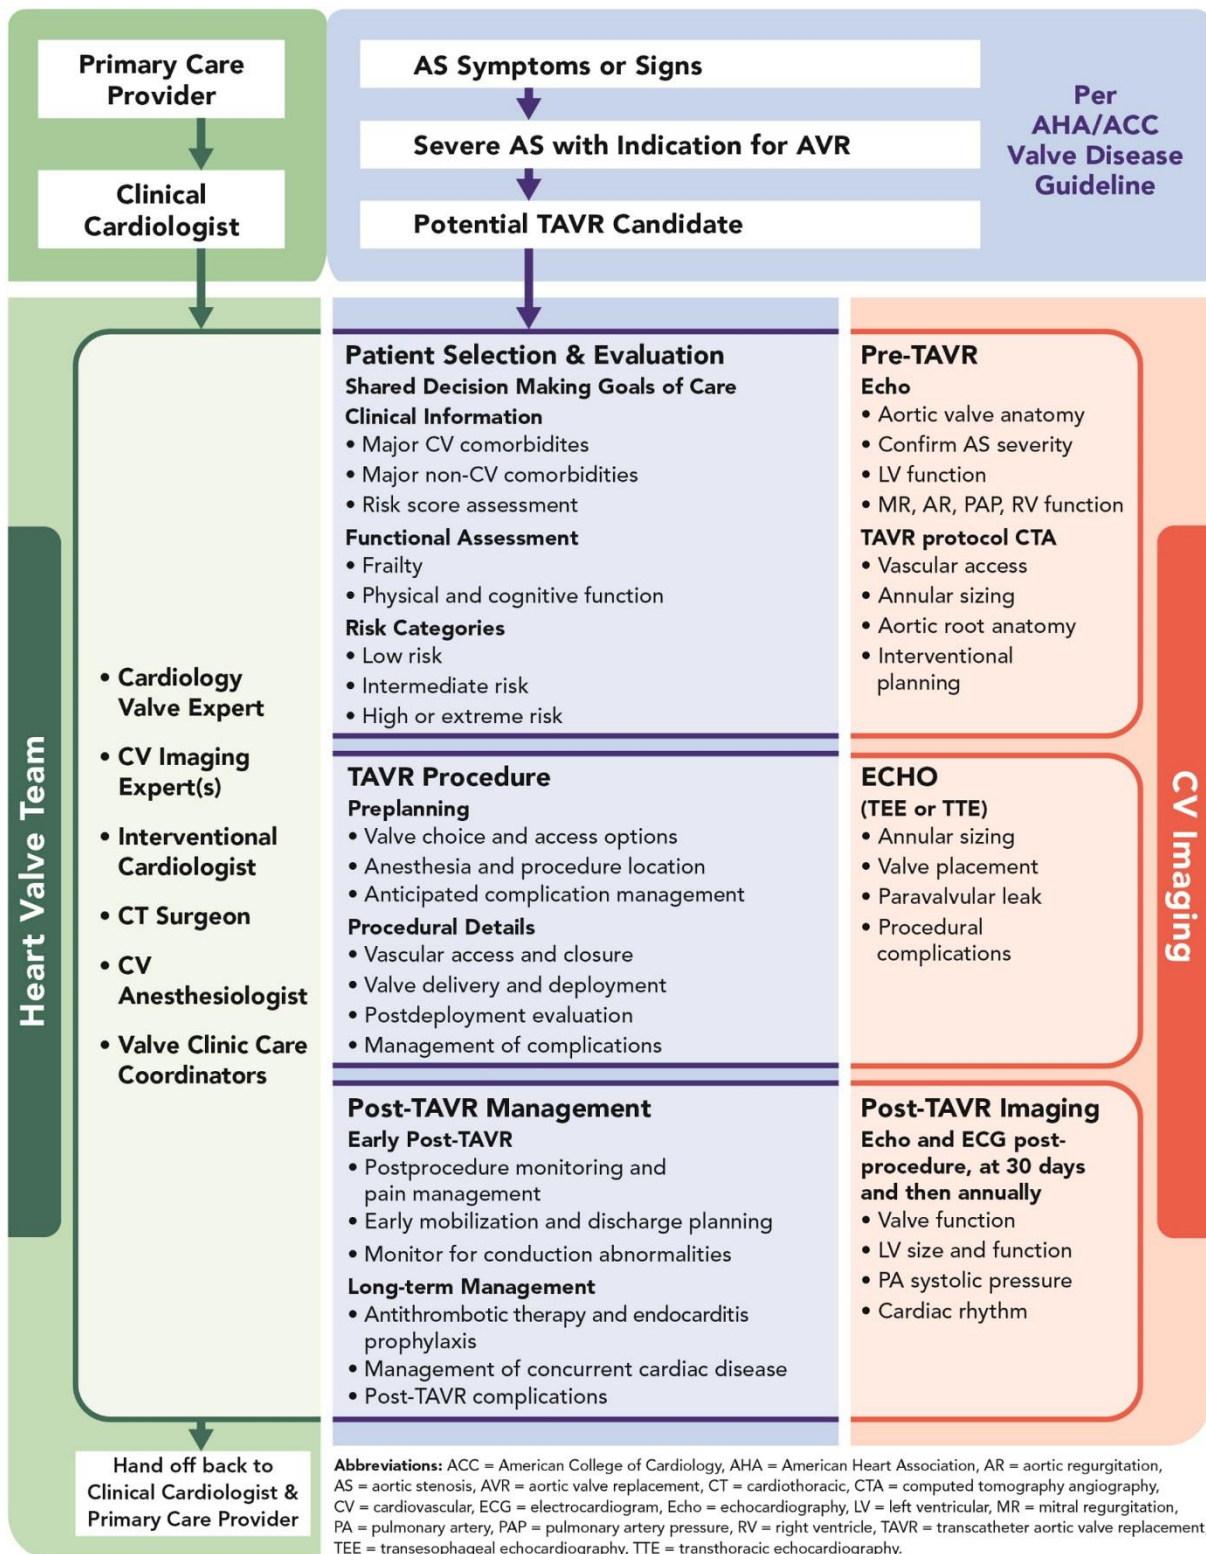 Primary Care
Provider
Clinical
Cardiologist
AS Symptoms or Signs
Severe AS with Indication for AVR
Potential TAVR Candidate
Per
AHA/ACC
Valve Disease
Guideline
Heart Valve Team
• Cardiology
Valve Expert
• CV Imaging
Expert(s)
• Interventional
Cardiologist
• CT Surgeon
• CV
Anesthesiologist
• Valve Clinic Care
Coordinators
Hand off back to
Clinical Cardiologist &
Primary Care Provider
Patient Selection & Evaluation
Shared Decision Making Goals of Care
Clinical Information
• Major CV comorbidites
• Major non-CV comorbidities
• Risk score assessment
Functional Assessment
• Frailty
• Physical and cognitive function
Risk Categories
• Low risk
• Intermediate risk
• High or extreme risk
Pre-TAVR
Echo
• Aortic valve anatomy
• Confirm AS severity
• LV function
• MR, AR, PAP, RV function
TAVR protocol CTA
• Vascular access
• Annular sizing
• Aortic root anatomy
• Interventional
planning
TAVR Procedure
Preplanning
• Valve choice and access options
• Anesthesia and procedure location
• Anticipated complication management
Procedural Details
• Vascular access and closure
• Valve delivery and deployment
• Postdeployment evaluation
• Management of complications
ECHO
(TEE or TTE)
• Annular sizing
• Valve placement
• Paravalvular leak
• Procedural
complications
Post-TAVR Management
Early Post-TAVR
• Postprocedure monitoring and
pain management
• Early mobilization and discharge planning
• Monitor for conduction abnormalities
Long-term Management
• Antithrombotic therapy and endocarditis
prophylaxis
• Management of concurrent cardiac disease
• Post-TAVR complications
Post-TAVR Imaging
Echo and ECG post-
procedure, at 30 days
and then annually
• Valve function
• LV size and function
• PA systolic pressure
• Cardiac rhythm
CV Imaging
Abbreviations: ACC = American College of Cardiology, AHA = American Heart Association, AR = aortic regurgitation,
AS = aortic stenosis, AVR = aortic valve replacement, CT = cardiothoracic, CTA = computed tomography angiography,
CV = cardiovascular, ECG = electrocardiogram, Echo = echocardiography, LV = left ventricular, MR = mitral regurgitation,
PA = pulmonary artery, PAP = pulmonary artery pressure, RV = right ventricle, TAVR = transcatheter aortic valve replacement,
TEE = transesophageal echocardiography, TTE = transthoracic echocardiography.